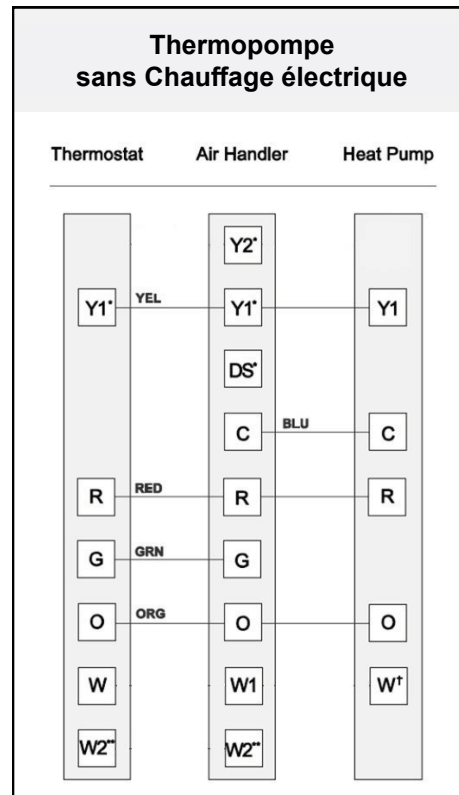 Thermopompe
sans Chauffage électrique
Thermostat Air Handler Heat Pump
Y2*
Y1* YEL Y1* Y1
DS*
C BLU C
R RED R R
G GRN G
O ORG O O
W W1 W†
W2** W2**